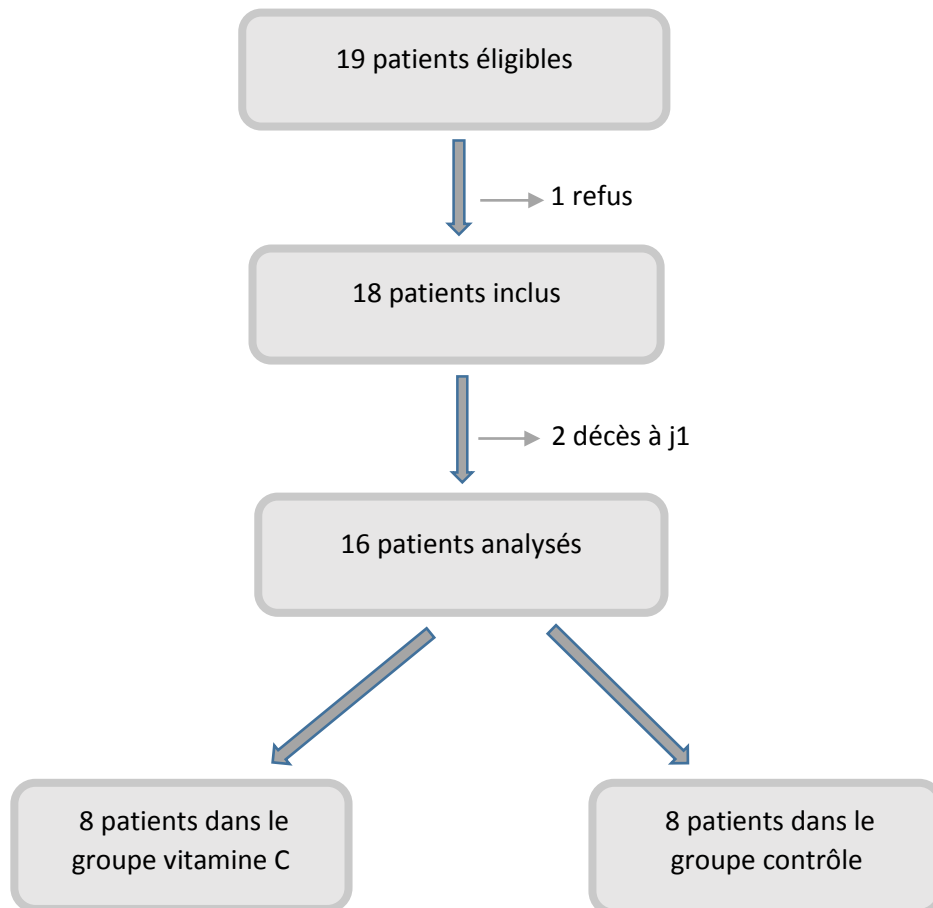 19 patients éligibles
1 refus
18 patients inclus
2 décès à j1
16 patients analysés
8 patients dans le
groupe vitamine C
8 patients dans le
groupe contrôle